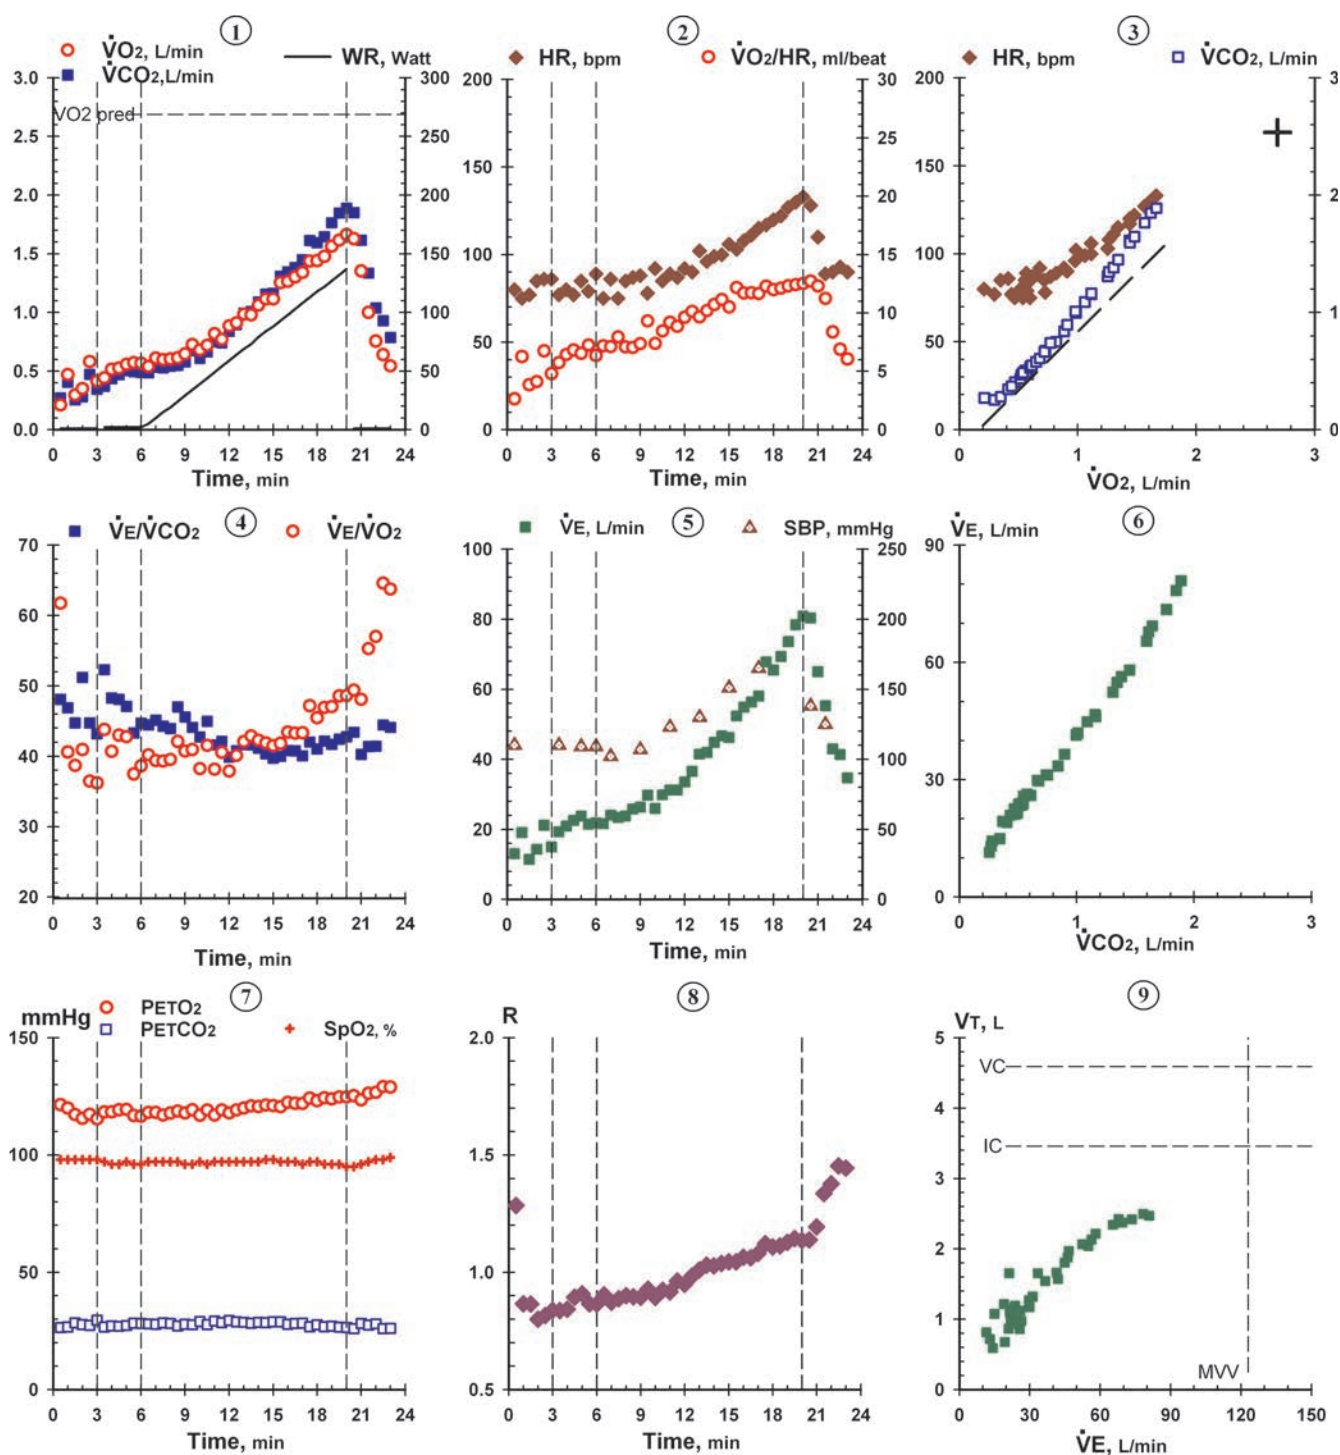 1
V̇O2, L/min
V̇CO2, L/min
WR, Watt
3.0
2.5
2.0
1.5
1.0
0.5
0.0
300
250
200
150
100
50
0
VO2 pred
0 3 6 9 12 15 18 21 24
Time, min
2
HR, bpm
V̇O2/HR, ml/beat
200
150
100
50
0
30
25
20
15
10
5
0
0 3 6 9 12 15 18 21 24
Time, min
3
HR, bpm
V̇CO2, L/min
200
150
100
50
0
3
2
1
0
0 1 2 3
V̇O2, L/min
4
V̇E/V̇CO2
V̇E/V̇O2
70
60
50
40
30
20
0 3 6 9 12 15 18 21 24
Time, min
5
V̇E, L/min
SBP, mmHg
100
80
60
40
20
0
250
200
150
100
50
0
0 3 6 9 12 15 18 21 24
Time, min
6
V̇E, L/min
90
60
30
0
0 1 2 3
V̇CO2, L/min
7
mmHg
PETO2
PETCO2
SpO2, %
150
100
50
0
0 3 6 9 12 15 18 21 24
Time, min
8
R
2.0
1.5
1.0
0.5
0 3 6 9 12 15 18 21 24
Time, min
9
VT, L
5
4
3
2
1
0
VC
IC
MVV
0 30 60 90 120 150
V̇E, L/min